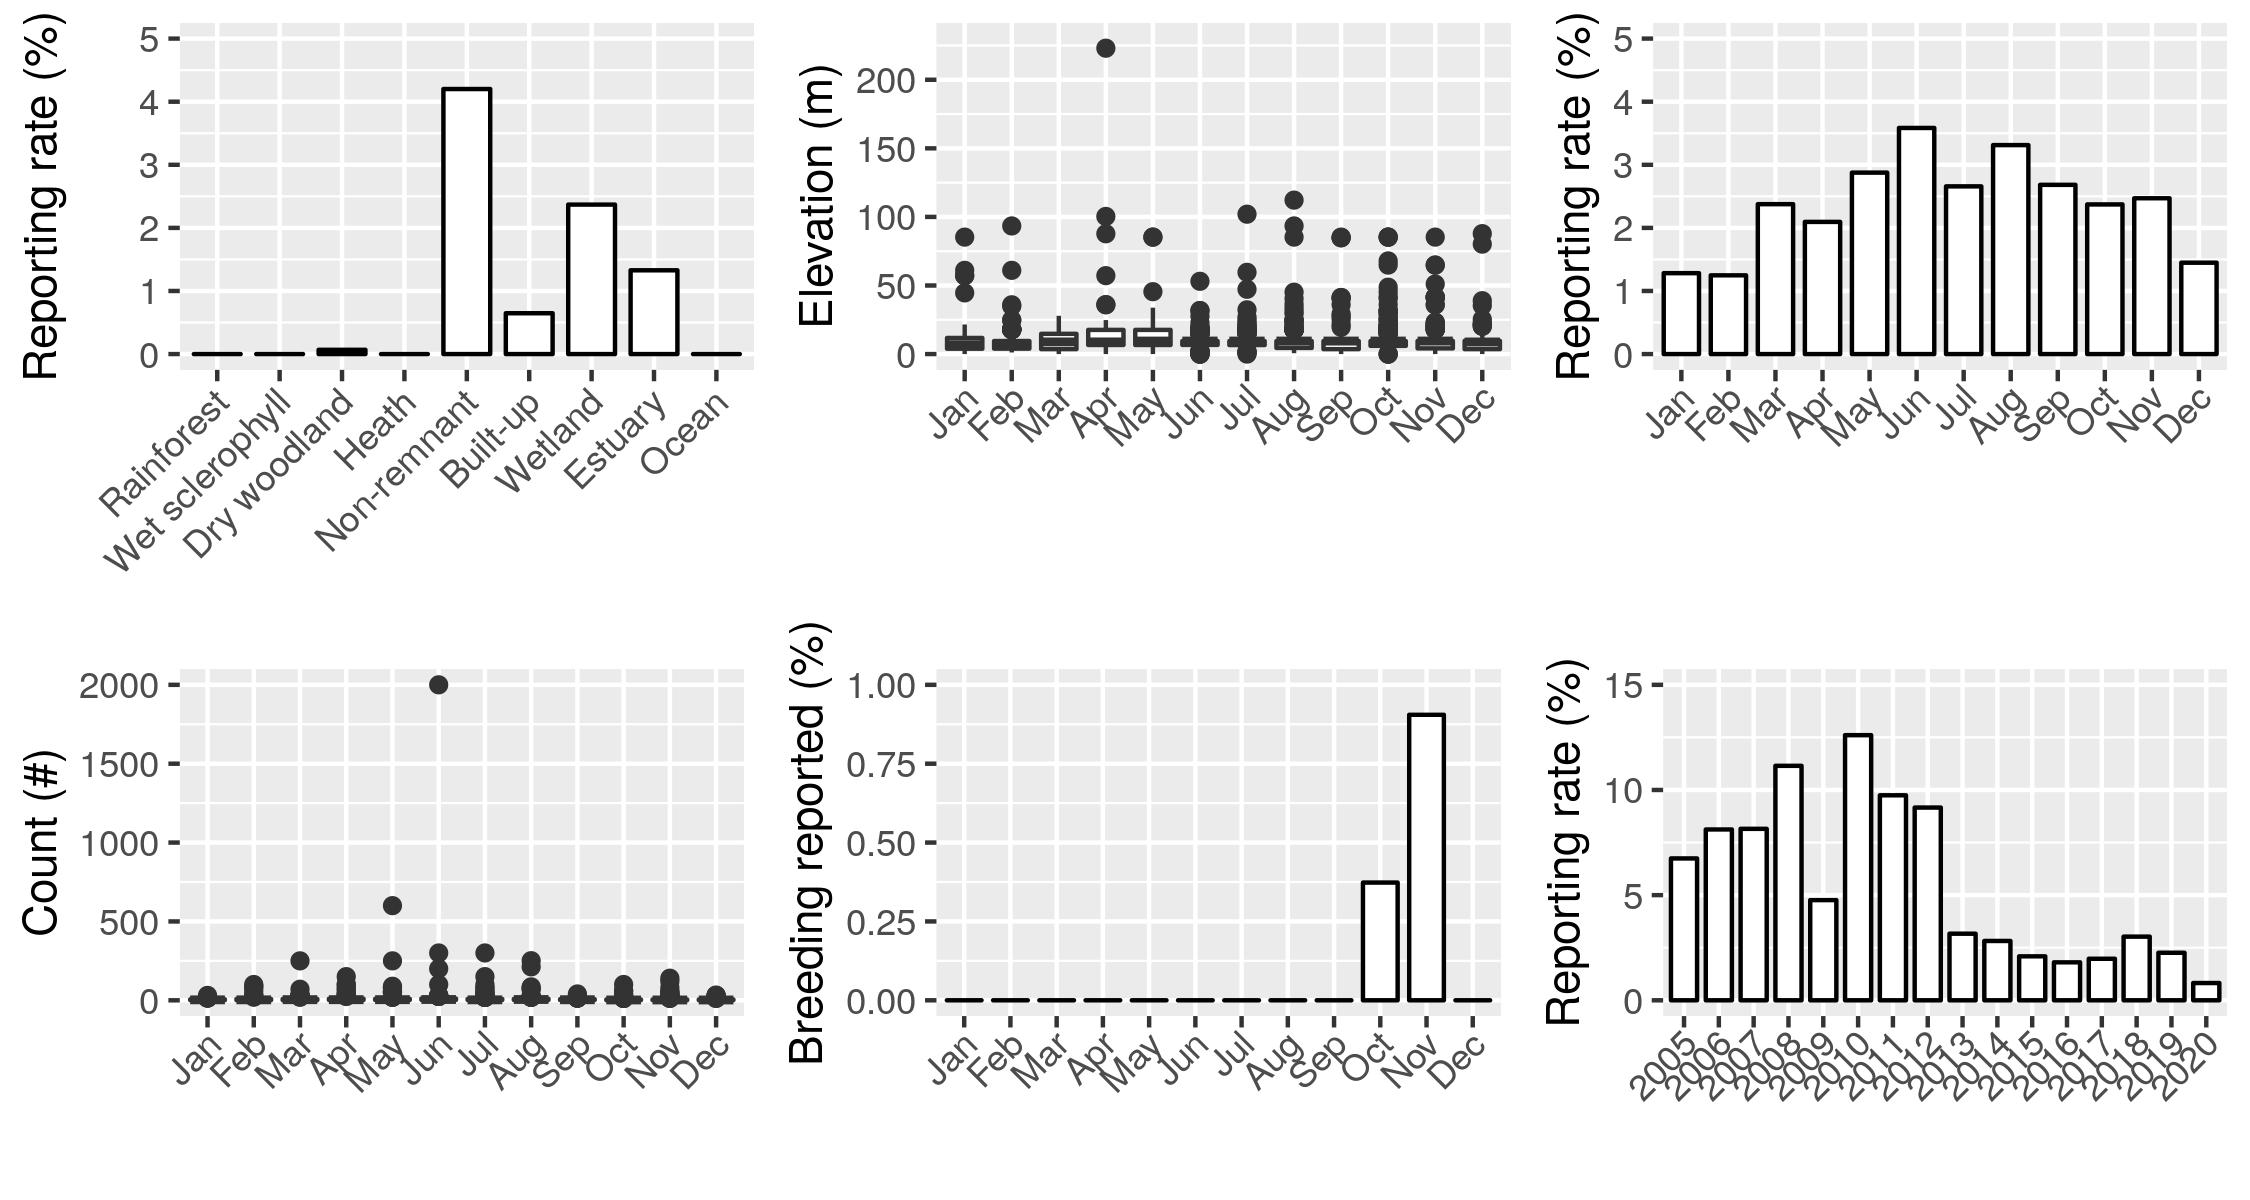 Reporting rate (%)
5
4
3
2
1
0
Rainforest
Wet sclerophyll
Dry woodland
Heath
Non-remnant
Built-up
Wetland
Estuary
Ocean
Elevation (m)
200
150
100
50
0
Jan
Feb
Mar
Apr
May
Jun
Jul
Aug
Sep
Oct
Nov
Dec
Reporting rate (%)
5
4
3
2
1
0
Jan
Feb
Mar
Apr
May
Jun
Jul
Aug
Sep
Oct
Nov
Dec
Count (#)
2000
1500
1000
500
0
Jan
Feb
Mar
Apr
May
Jun
Jul
Aug
Sep
Oct
Nov
Dec
Breeding reported (%)
1.00
0.75
0.50
0.25
0.00
Jan
Feb
Mar
Apr
May
Jun
Jul
Aug
Sep
Oct
Nov
Dec
Reporting rate (%)
15
10
5
0
2005
2006
2007
2008
2009
2010
2011
2012
2013
2014
2015
2016
2017
2018
2019
2020